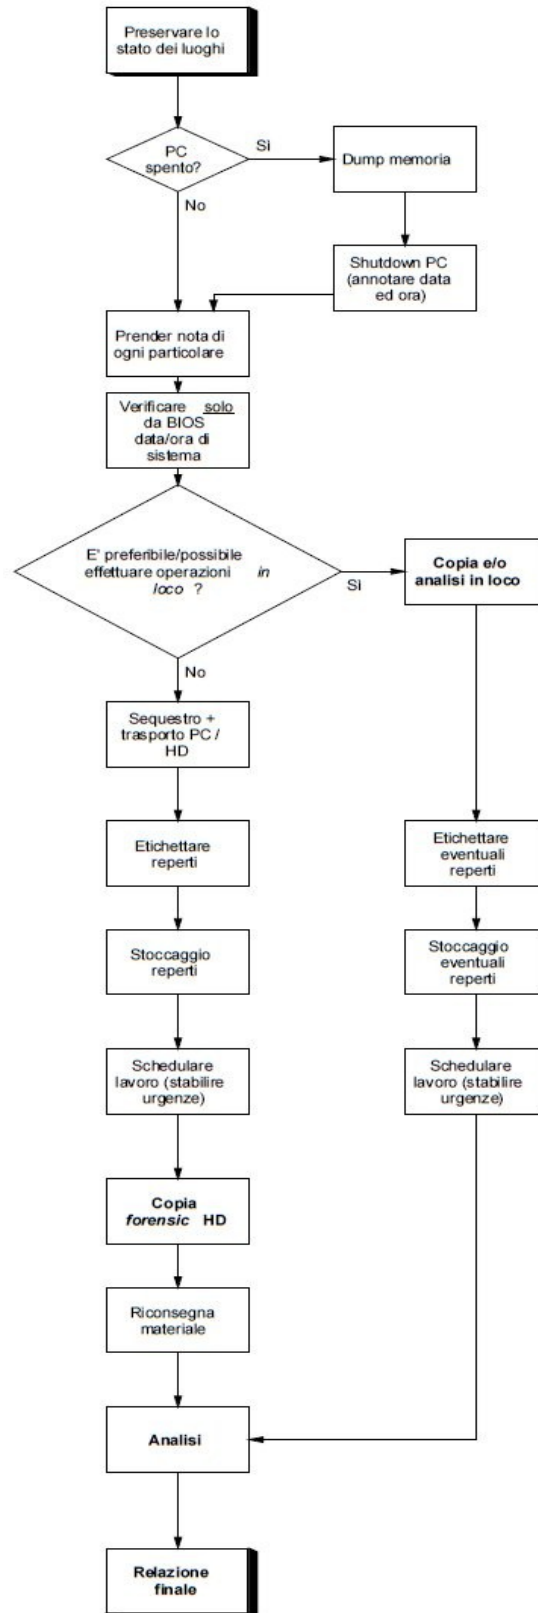 Preservare lo
stato dei luoghi
PC
spento?
Sì
Dump memoria
No
Shutdown PC
(annotare data
ed ora)
Prender nota di
ogni particolare
Verificare solo
da BIOS
data/ora di
sistema
E' preferibile/possibile
effettuare operazioni in
loco ?
Sì
Copia e/o
analisi in loco
No
Sequestro +
trasporto PC /
HD
Etichettare
reperti
Etichettare
eventuali
reperti
Stoccaggio
reperti
Stoccaggio
eventuali
reperti
Schedulare
lavoro (stabilire
urgenze)
Schedulare
lavoro (stabilire
urgenze)
Copia
forensic HD
Riconsegna
materiale
Analisi
Relazione
finale